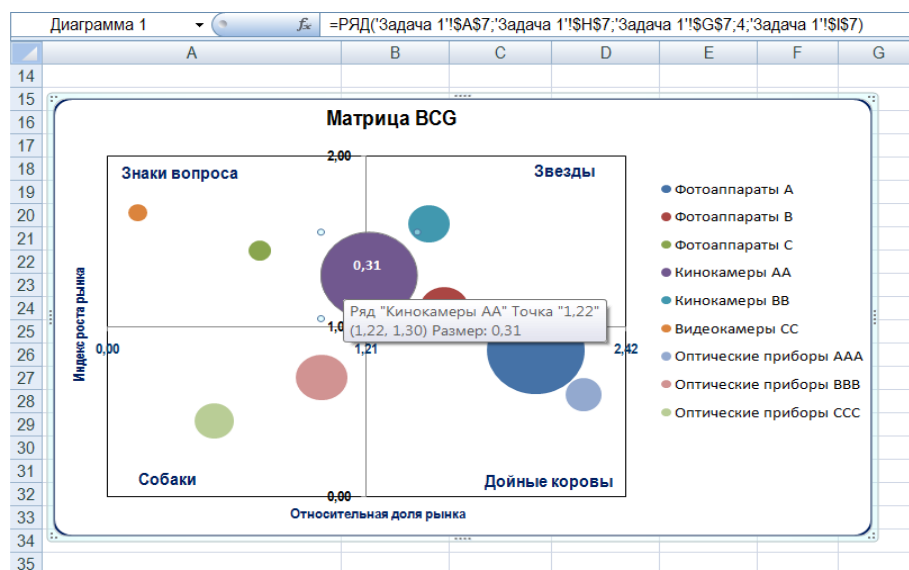 Диаграмма 1 fx =РЯД('Задача 1'!$A$7;'Задача 1'!$H$7;'Задача 1'!$G$7;4;'Задача 1'!$I$7)
A B C D E F G
14
15
16
17
18
19
20
21
22
23
24
25
26
27
28
29
30
31
32
33
34
35
Матрица BCG
2,00
Знаки вопроса
Звезды
0,31
Ряд "Кинокамеры АА" Точка "1,22"
(1,22, 1,30) Размер: 0,31
Индекс роста рынка
1,0
0,00
1,21
2,42
Собаки
Дойные коровы
0,00
Относительная доля рынка
Фотоаппараты А
Фотоаппараты В
Фотоаппараты С
Кинокамеры АА
Кинокамеры ВВ
Видеокамеры СС
Оптические приборы ААА
Оптические приборы ВВВ
Оптические приборы ССС